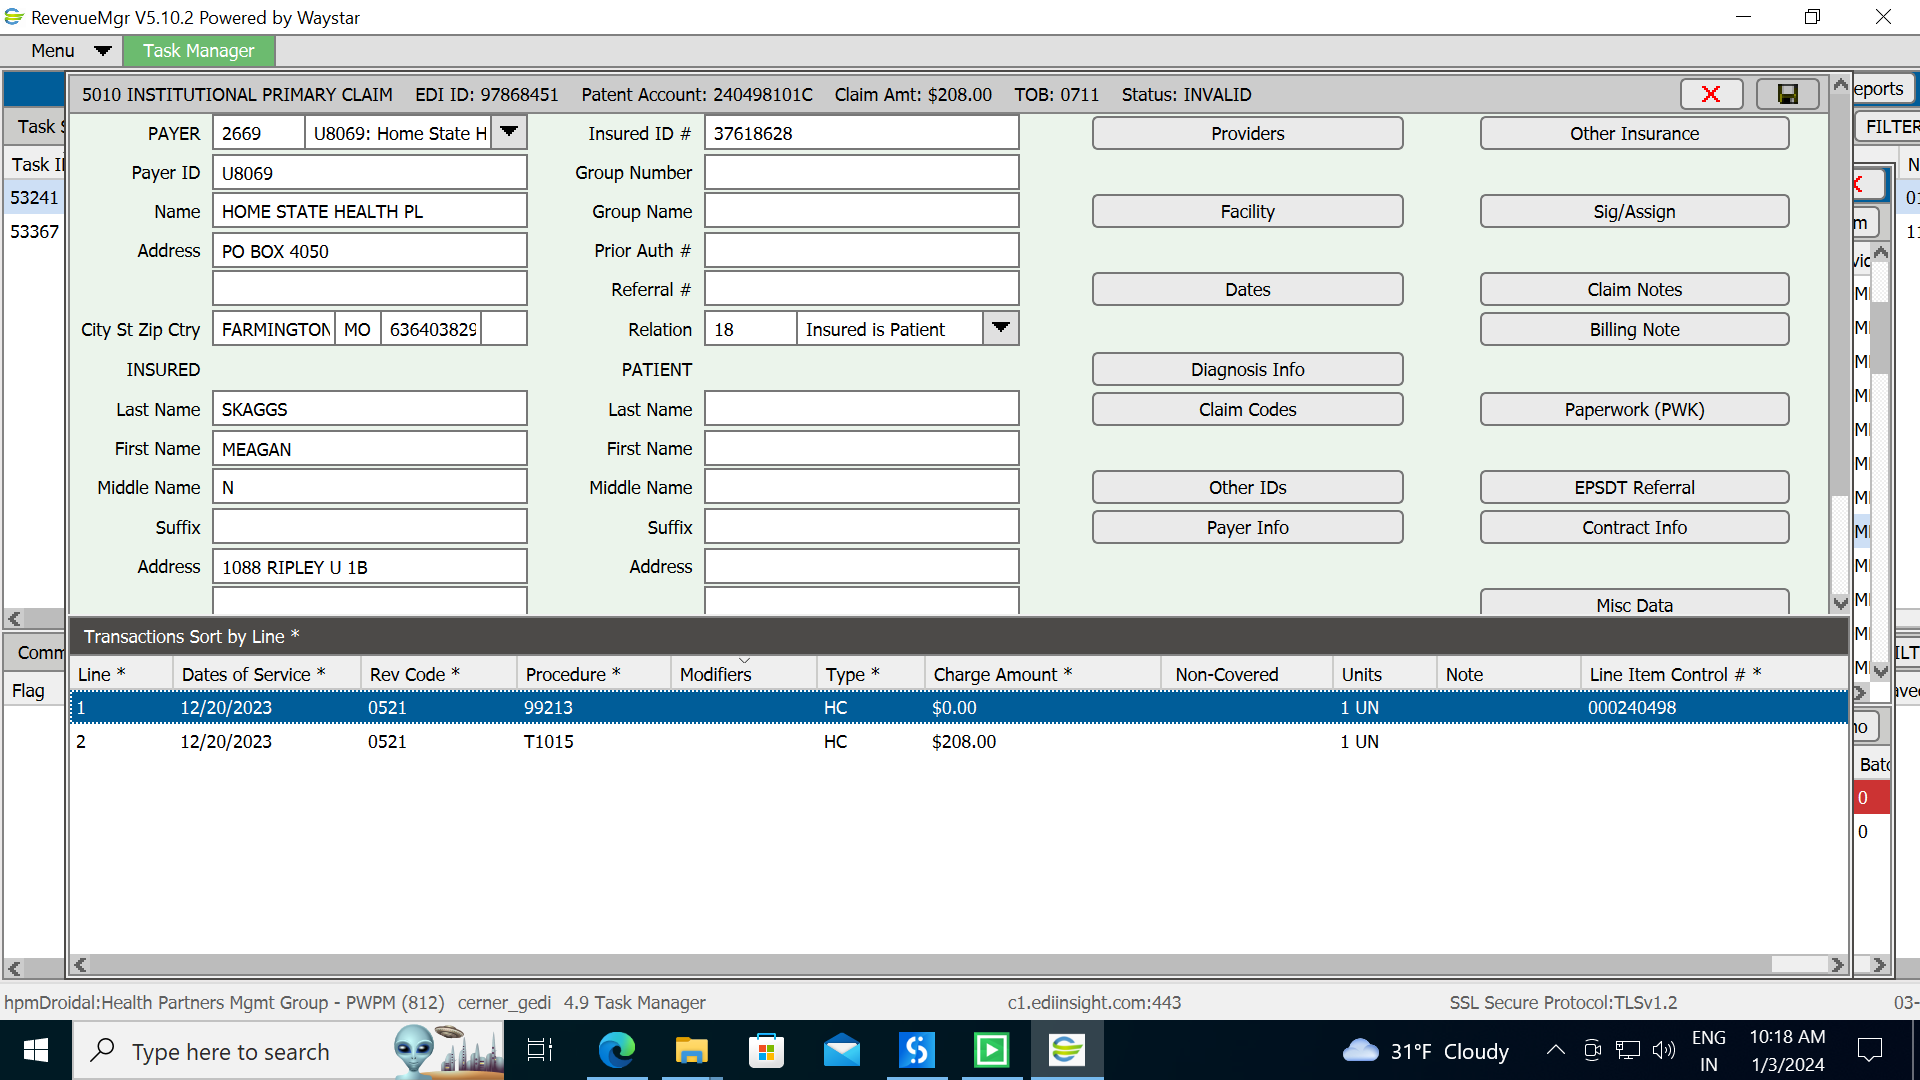 RevenueMgr V5.10.2 Powered by Waystar
Menu Task Manager
5010 INSTITUTIONAL PRIMARY CLAIM EDI ID: 97868451 Patent Account: 240498101C Claim Amt: $208.00 TOB: 0711 Status: INVALID
eports
Task S
FILTER
Task II
53241
53367
PAYER 2669 U8069: Home State H
Insured ID # 37618628
Providers
Other Insurance
Payer ID U8069
Group Number
Name HOME STATE HEALTH PL
Group Name
Facility
Sig/Assign
Address PO BOX 4050
Prior Auth #
Referral #
Dates
Claim Notes
City St Zip Ctry FARMINGTON MO 636403829
Relation 18 Insured is Patient
Billing Note
INSURED
PATIENT
Diagnosis Info
Last Name SKAGGS
Last Name
Claim Codes
Paperwork (PWK)
First Name MEAGAN
First Name
Middle Name N
Middle Name
Other IDs
EPSDT Referral
Suffix
Suffix
Payer Info
Contract Info
Address 1088 RIPLEY U 1B
Address
Misc Data
Transactions Sort by Line *
Comm
Flag
Line * Dates of Service * Rev Code * Procedure * Modifiers Type * Charge Amount * Non-Covered Units Note Line Item Control # *
1 12/20/2023 0521 99213 HC $0.00 1 UN 000240498
2 12/20/2023 0521 T1015 HC $208.00 1 UN
Batc
0
0
hpmDroidal:Health Partners Mgmt Group - PWPM (812) cerner_gedi 4.9 Task Manager c1.ediinsight.com:443 SSL Secure Protocol:TLSv1.2 03-
Type here to search
31°F Cloudy
ENG
IN
10:18 AM
1/3/2024